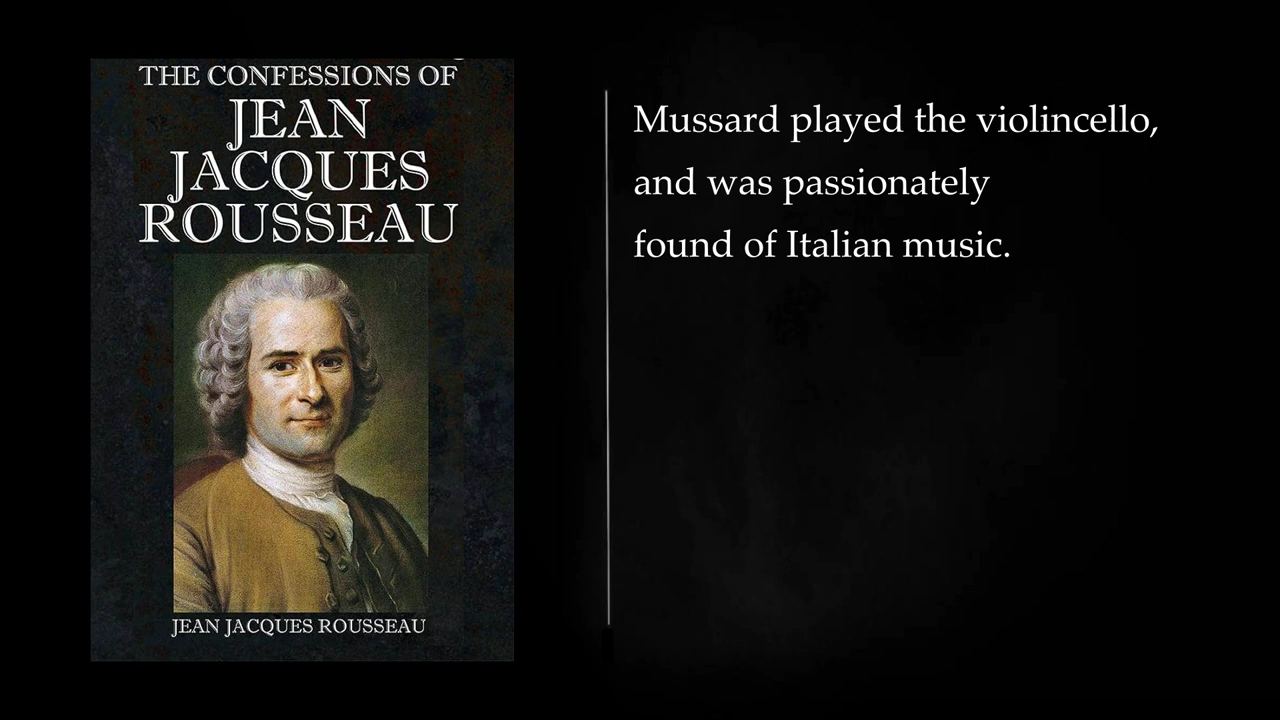 THE CONFESSIONS OF
JEAN
JACQUES
ROUSSEAU
JEAN JACQUES ROUSSEAU
Mussard played the violincello,
and was passionately
found of Italian music.